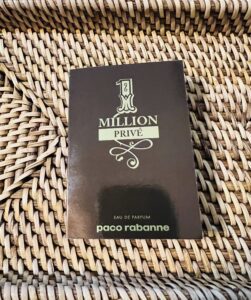 1
MILLION
PRIVÉ
EAU DE PARFUM
paco rabanne